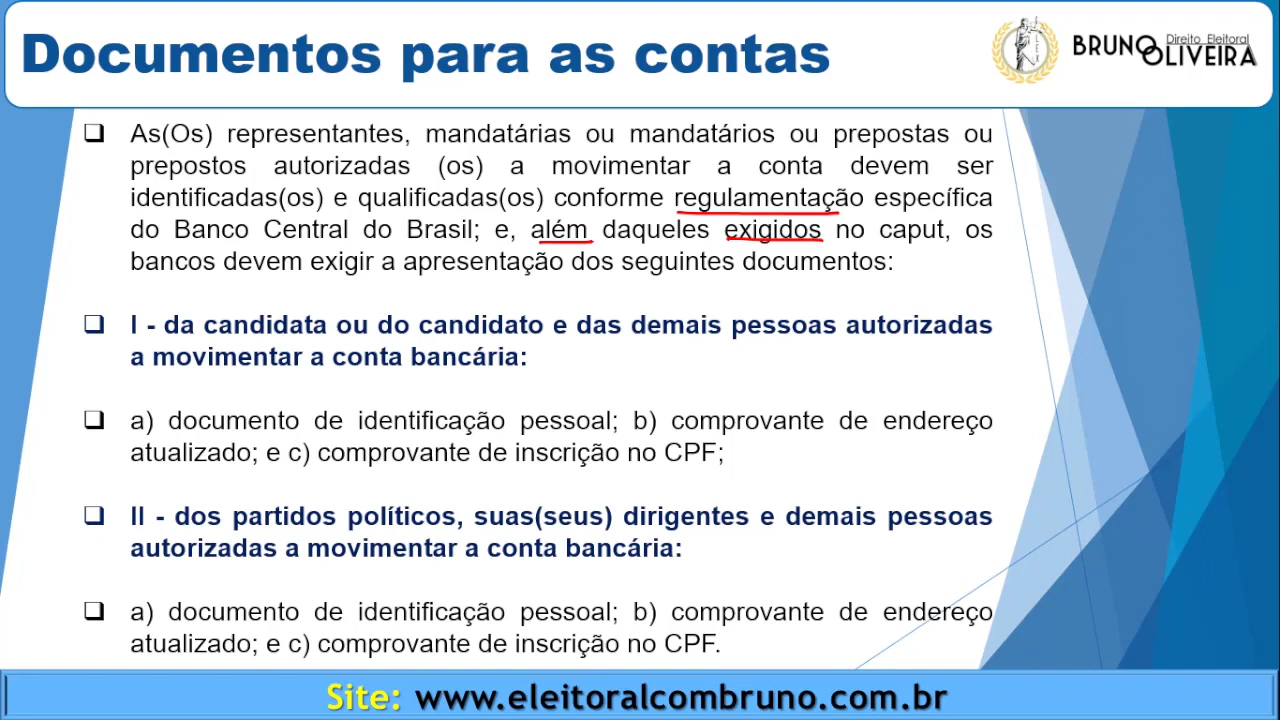 Documentos para as contas
Direito Eleitoral
BRUNO
OLIVEIRA
❑ As(Os) representantes, mandatárias ou mandatários ou prepostas ou
prepostos autorizadas (os) a movimentar a conta devem ser
identificadas(os) e qualificadas(os) conforme regulamentação específica
do Banco Central do Brasil; e, além daqueles exigidos no caput, os
bancos devem exigir a apresentação dos seguintes documentos:
❑ I - da candidata ou do candidato e das demais pessoas autorizadas
a movimentar a conta bancária:
❑ a) documento de identificação pessoal; b) comprovante de endereço
atualizado; e c) comprovante de inscrição no CPF;
❑ II - dos partidos políticos, suas(seus) dirigentes e demais pessoas
autorizadas a movimentar a conta bancária:
❑ a) documento de identificação pessoal; b) comprovante de endereço
atualizado; e c) comprovante de inscrição no CPF.
Site: www.eleitoralcombruno.com.br